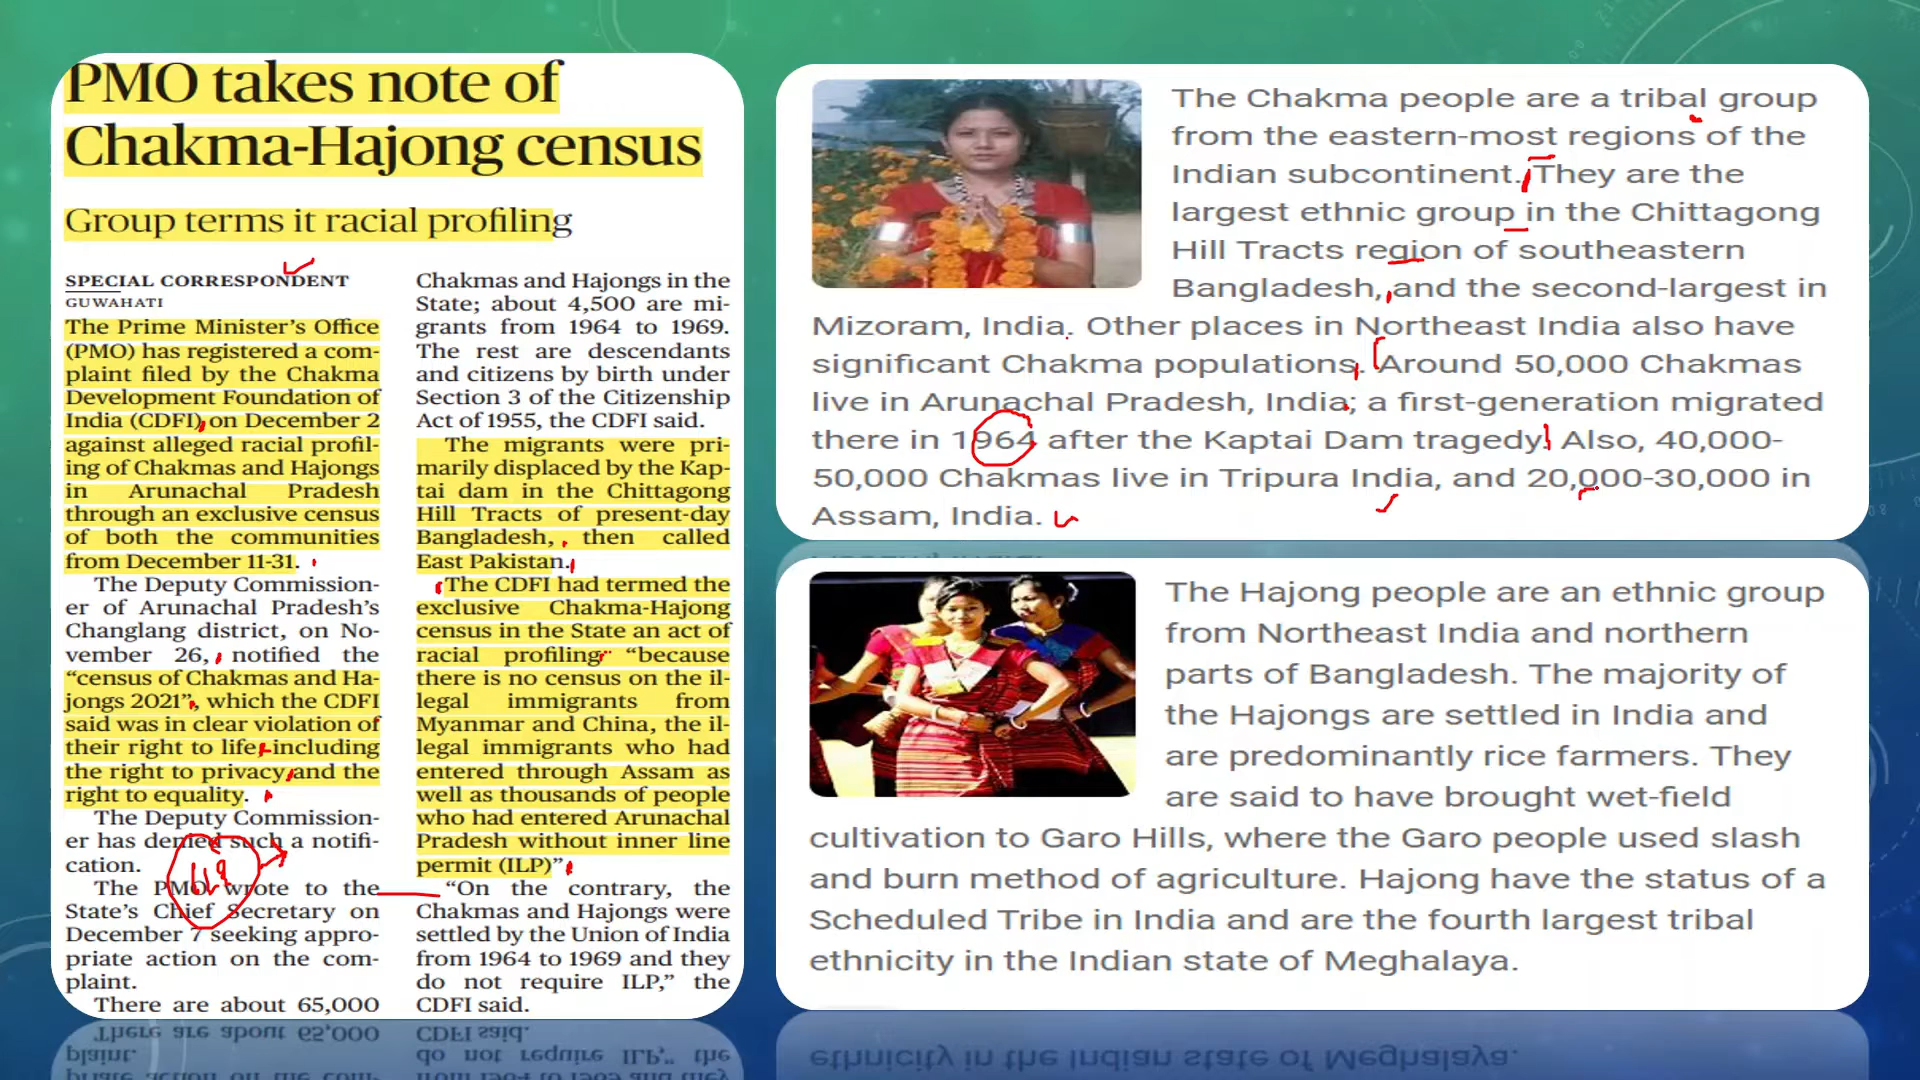 PMO takes note of
Chakma-Hajong census
Group terms it racial profiling
SPECIAL CORRESPONDENT
GUWAHATI
The Prime Minister's Office
(PMO) has registered a com-
plaint filed by the Chakma
Development Foundation of
India (CDFI) on December 2
against alleged racial profil-
ing of Chakmas and Hajongs
in Arunachal Pradesh
through an exclusive census
of both the communities
from December 11-31.
The Deputy Commission-
er of Arunachal Pradesh's
Changlang district, on No-
vember 26, notified the
"census of Chakmas and Ha-
jongs 2021", which the CDFI
said was in clear violation of
their right to life, including
the right to privacy and the
right to equality.
The Deputy Commission-
er has denied such a notifi-
cation.
The PMO wrote to the
State's Chief Secretary on
December 7 seeking appro-
priate action on the com-
plaint.
There are about 65,000
Chakmas and Hajongs in the
State; about 4,500 are mi-
grants from 1964 to 1969.
The rest are descendants
and citizens by birth under
Section 3 of the Citizenship
Act of 1955, the CDFI said.
The migrants were pri-
marily displaced by the Kap-
tai dam in the Chittagong
Hill Tracts of present-day
Bangladesh, then called
East Pakistan.
The CDFI had termed the
exclusive Chakma-Hajong
census in the State an act of
racial profiling "because
there is no census on the il-
legal immigrants from
Myanmar and China, the il-
legal immigrants who had
entered through Assam as
well as thousands of people
who had entered Arunachal
Pradesh without inner line
permit (ILP)".
"On the contrary, the
Chakmas and Hajongs were
settled by the Union of India
from 1964 to 1969 and they
do not require ILP," the
CDFI said.
The Chakma people are a tribal group
from the eastern-most regions of the
Indian subcontinent. They are the
largest ethnic group in the Chittagong
Hill Tracts region of southeastern
Bangladesh, and the second-largest in
Mizoram, India. Other places in Northeast India also have
significant Chakma populations. Around 50,000 Chakmas
live in Arunachal Pradesh, India; a first-generation migrated
there in 1964 after the Kaptai Dam tragedy. Also, 40,000-
50,000 Chakmas live in Tripura India, and 20,000-30,000 in
Assam, India.
The Hajong people are an ethnic group
from Northeast India and northern
parts of Bangladesh. The majority of
the Hajongs are settled in India and
are predominantly rice farmers. They
are said to have brought wet-field
cultivation to Garo Hills, where the Garo people used slash
and burn method of agriculture. Hajong have the status of a
Scheduled Tribe in India and are the fourth largest tribal
ethnicity in the Indian state of Meghalaya.